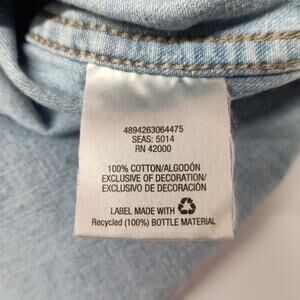 4894263064475
SEAS: 5014
RN 42000
100% COTTON/ALGODÓN
EXCLUSIVE OF DECORATION/
EXCLUSIVO DE DECORACIÓN
LABEL MADE WITH
Recycled (100%) BOTTLE MATERIAL